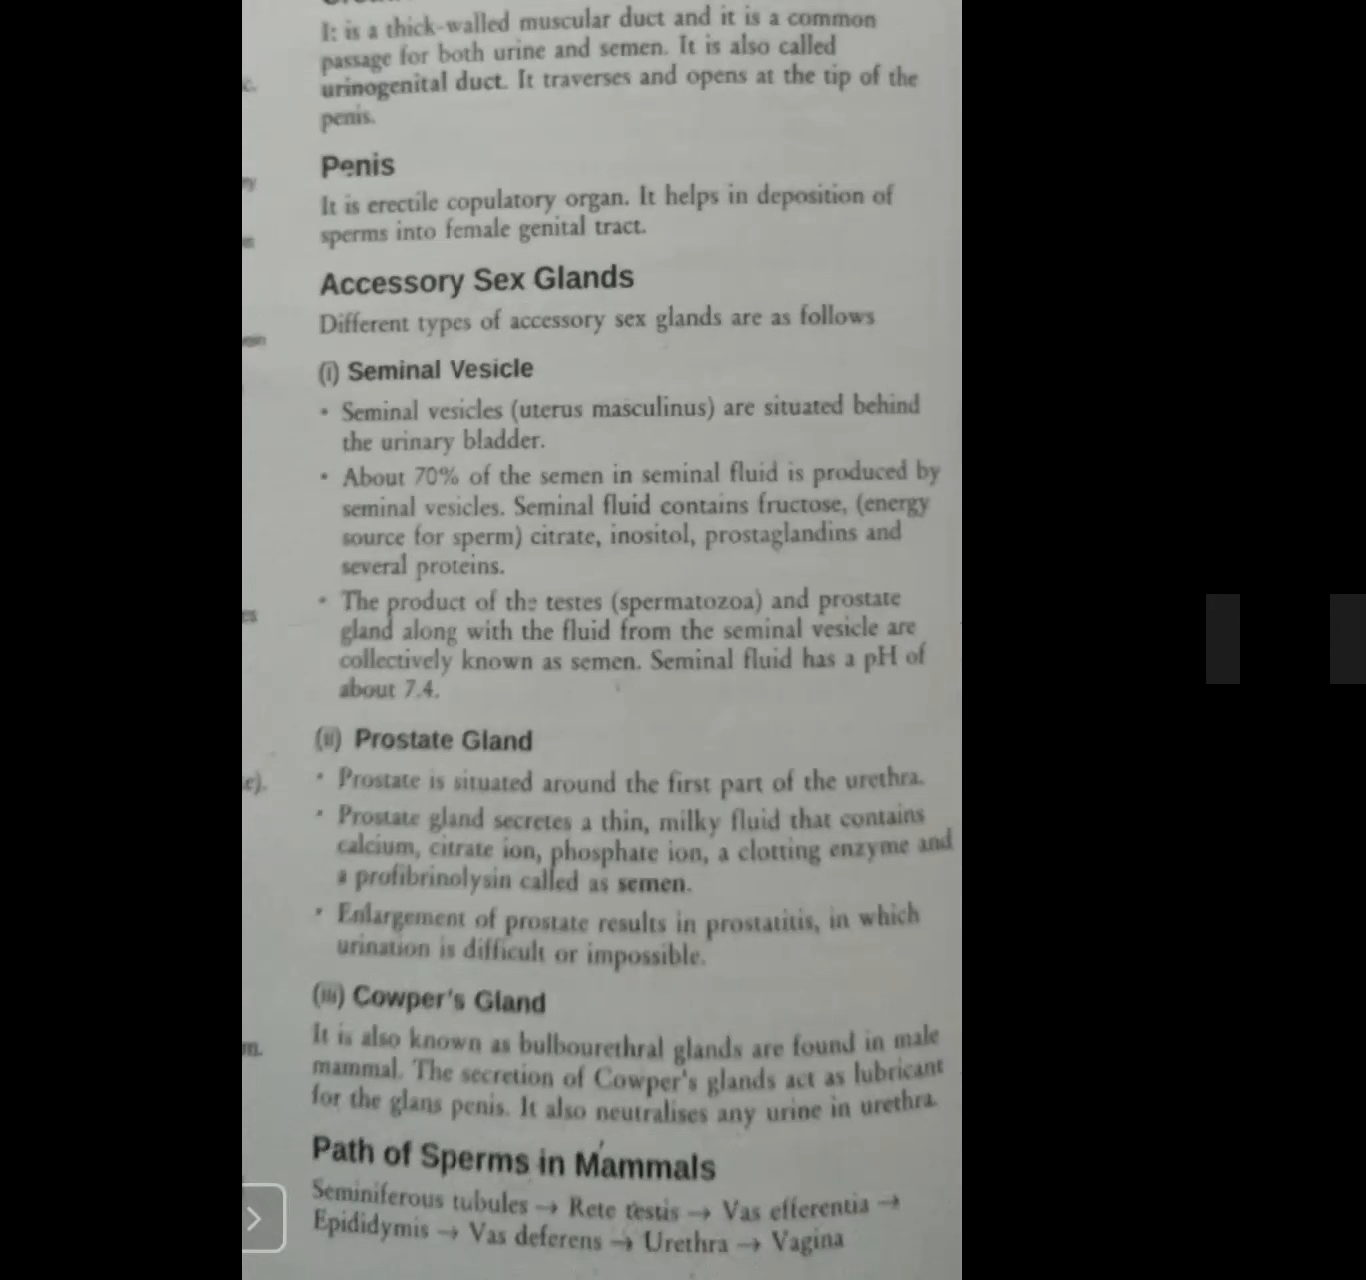 It is a thick-walled muscular duct and it is a common
passage for both urine and semen. It is also called
urinogenital duct. It traverses and opens at the tip of the
penis.
Penis
It is erectile copulatory organ. It helps in deposition of
sperms into female genital tract.
Accessory Sex Glands
Different types of accessory sex glands are as follows
(i) Seminal Vesicle
• Seminal vesicles (uterus masculinus) are situated behind
the urinary bladder.
• About 70% of the semen in seminal fluid is produced by
seminal vesicles. Seminal fluid contains fructose, (energy
source for sperm) citrate, inositol, prostaglandins and
several proteins.
• The product of the testes (spermatozoa) and prostate
gland along with the fluid from the seminal vesicle are
collectively known as semen. Seminal fluid has a pH of
about 7.4.
(ii) Prostate Gland
• Prostate is situated around the first part of the urethra.
• Prostate gland secretes a thin, milky fluid that contains
calcium, citrate ion, phosphate ion, a clotting enzyme and
a profibrinolysin called as semen.
• Enlargement of prostate results in prostatitis, in which
urination is difficult or impossible.
(iii) Cowper's Gland
It is also known as bulbourethral glands are found in male
mammal. The secretion of Cowper's glands act as lubricant
for the glans penis. It also neutralises any urine in urethra.
Path of Sperms in Mammals
Seminiferous tubules → Rete testis → Vas efferentia →
Epididymis → Vas deferens → Urethra → Vagina